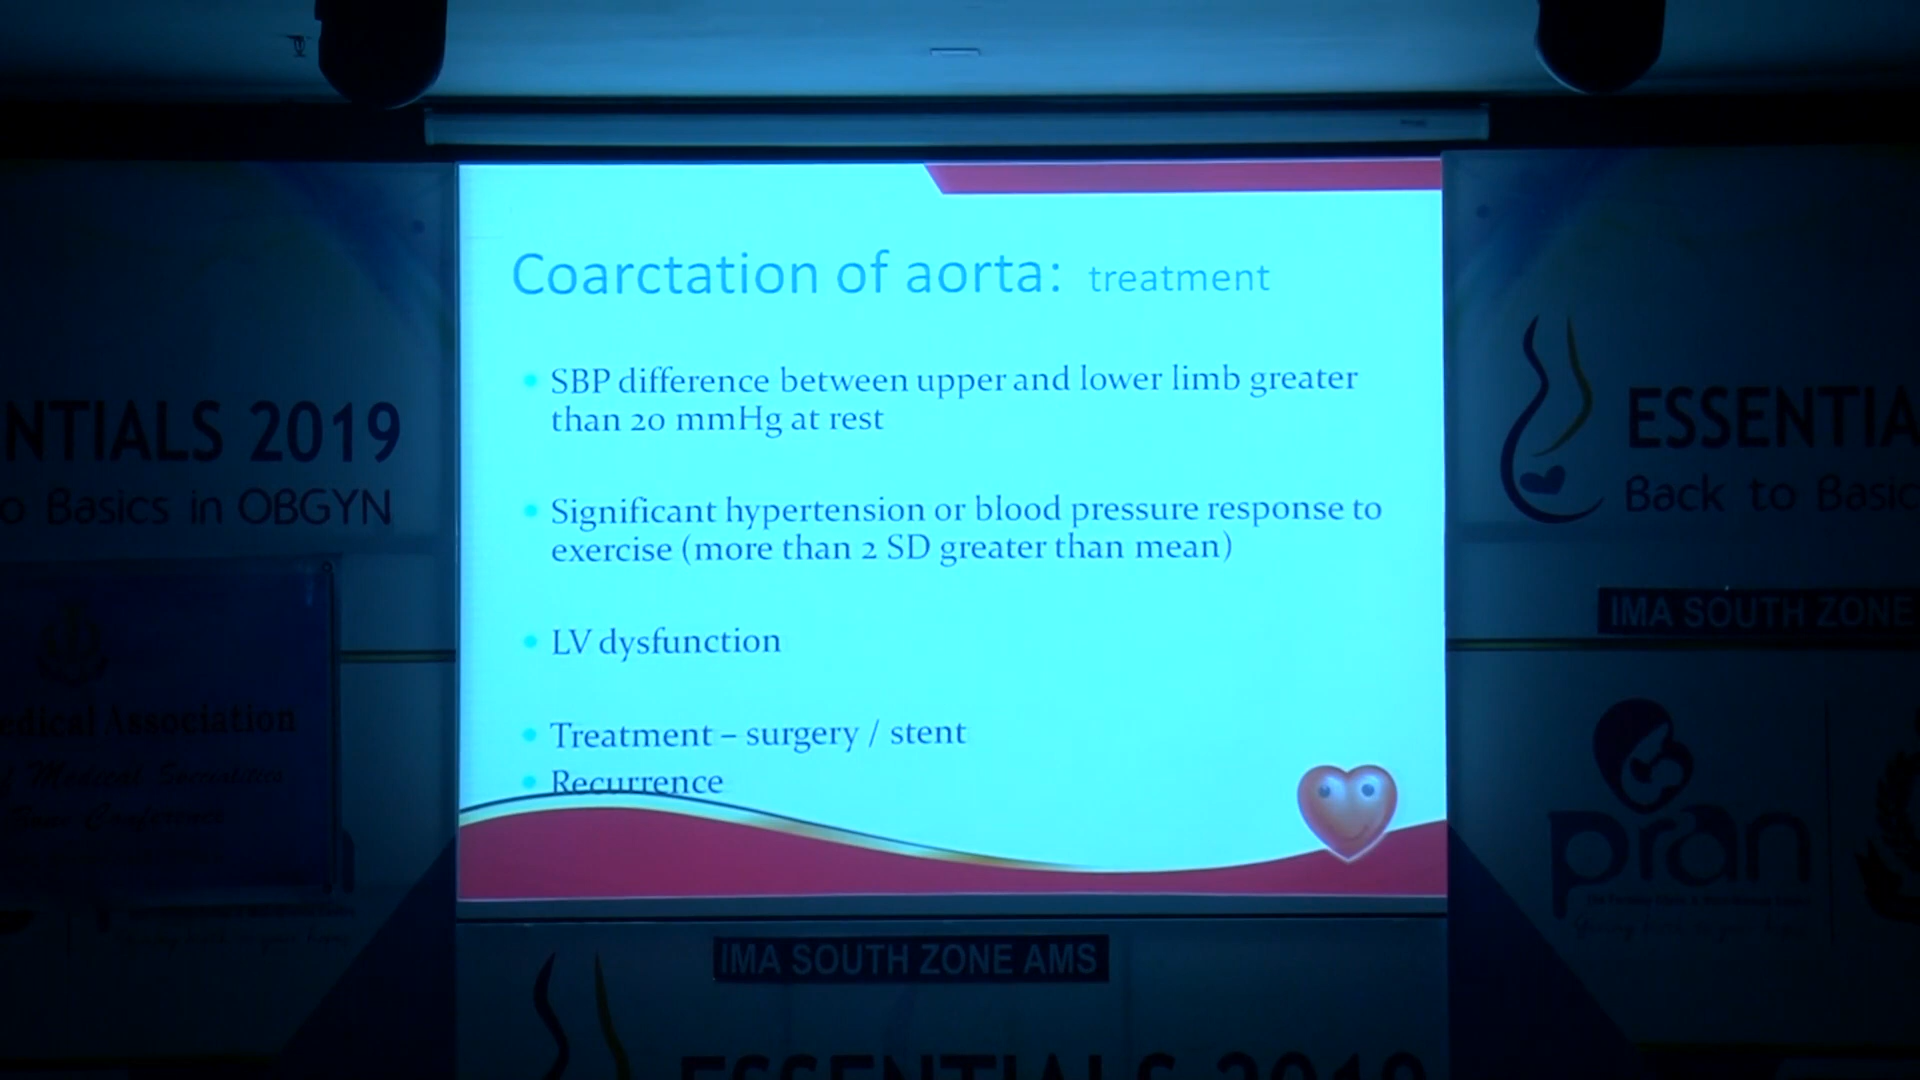 Coarctation of aorta: treatment
SBP difference between upper and lower limb greater
than 20 mmHg at rest
Significant hypertension or blood pressure response to
exercise (more than 2 SD greater than mean)
LV dysfunction
Treatment – surgery / stent
Recurrence
NTIALS 2019
o Basics in OBGYN
edical Association
ESSENTIA
Back to Basic
IMA SOUTH ZONE
pran
IMA SOUTH ZONE AMS
ESSENTIALS 2019